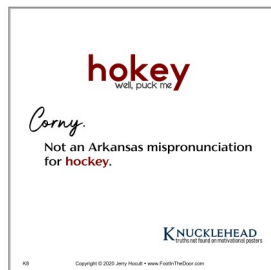 hokey
well, puck me
Corny.
Not an Arkansas mispronunciation
for hockey.
KNUCKLEHEAD
truths not found on motivational posters
K8
Copyright © 2020 Jerry Hocutt • www.FootInTheDoor.com